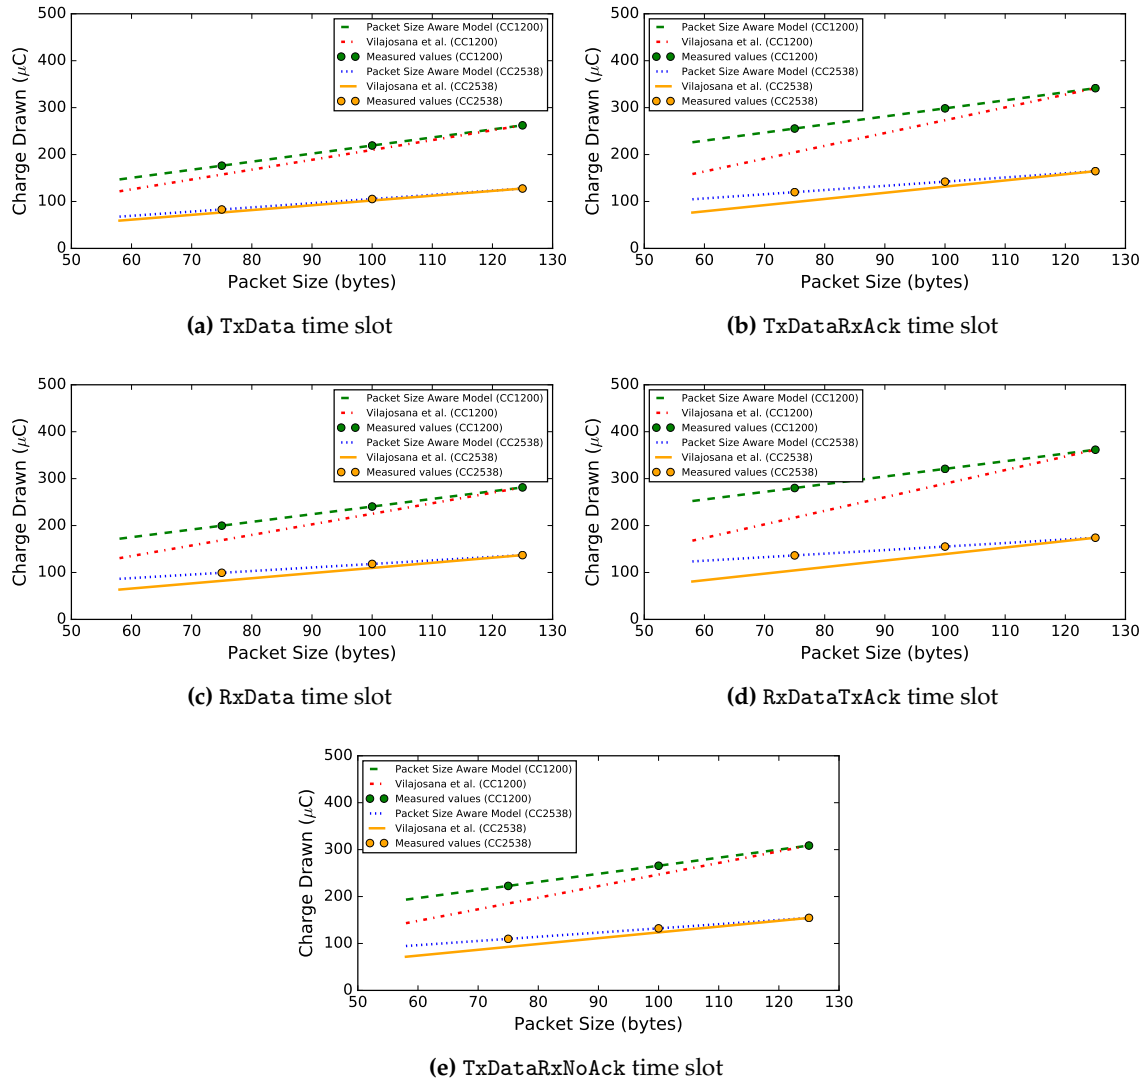 500
400
300
200
100
0
Charge Drawn (μC)
Packet Size Aware Model (CC1200)
Vilajosana et al. (CC1200)
Measured values (CC1200)
Packet Size Aware Model (CC2538)
Vilajosana et al. (CC2538)
Measured values (CC2538)
50 60 70 80 90 100 110 120 130
Packet Size (bytes)
(a) TxData time slot
500
400
300
200
100
0
Charge Drawn (μC)
Packet Size Aware Model (CC1200)
Vilajosana et al. (CC1200)
Measured values (CC1200)
Packet Size Aware Model (CC2538)
Vilajosana et al. (CC2538)
Measured values (CC2538)
50 60 70 80 90 100 110 120 130
Packet Size (bytes)
(b) TxDataRxAck time slot
500
400
300
200
100
0
Charge Drawn (μC)
Packet Size Aware Model (CC1200)
Vilajosana et al. (CC1200)
Measured values (CC1200)
Packet Size Aware Model (CC2538)
Vilajosana et al. (CC2538)
Measured values (CC2538)
50 60 70 80 90 100 110 120 130
Packet Size (bytes)
(c) RxData time slot
500
400
300
200
100
0
Charge Drawn (μC)
Packet Size Aware Model (CC1200)
Vilajosana et al. (CC1200)
Measured values (CC1200)
Packet Size Aware Model (CC2538)
Vilajosana et al. (CC2538)
Measured values (CC2538)
50 60 70 80 90 100 110 120 130
Packet Size (bytes)
(d) RxDataTxAck time slot
500
400
300
200
100
0
Charge Drawn (μC)
Packet Size Aware Model (CC1200)
Vilajosana et al. (CC1200)
Measured values (CC1200)
Packet Size Aware Model (CC2538)
Vilajosana et al. (CC2538)
Measured values (CC2538)
50 60 70 80 90 100 110 120 130
Packet Size (bytes)
(e) TxDataRxNoAck time slot